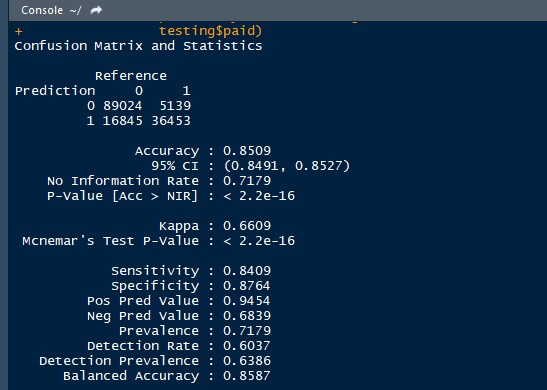 Console ~/
+ testing$paid)
Confusion Matrix and Statistics
Reference
Prediction 0 1
0 89024 5139
1 16845 36453
Accuracy : 0.8509
95% CI : (0.8491, 0.8527)
No Information Rate : 0.7179
P-Value [Acc > NIR] : < 2.2e-16
Kappa : 0.6609
Mcnemar's Test P-Value : < 2.2e-16
Sensitivity : 0.8409
Specificity : 0.8764
Pos Pred Value : 0.9454
Neg Pred Value : 0.6839
Prevalence : 0.7179
Detection Rate : 0.6037
Detection Prevalence : 0.6386
Balanced Accuracy : 0.8587